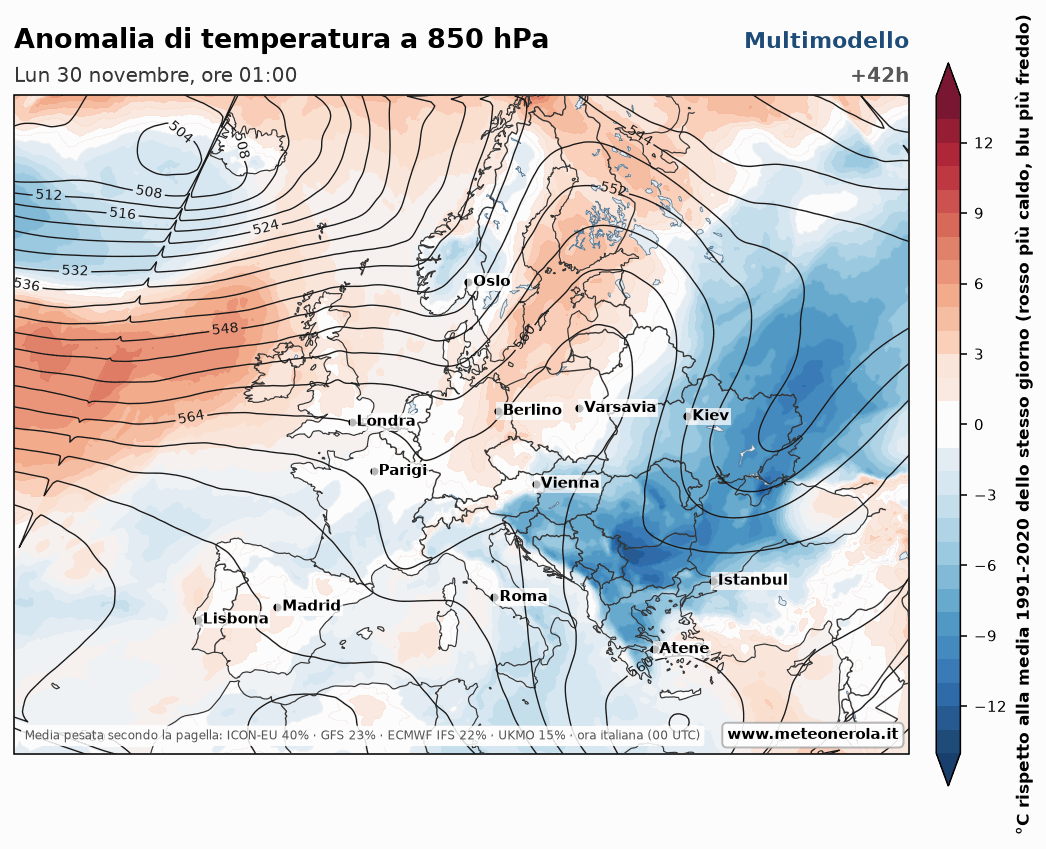 Anomalia di temperatura a 850 hPa
Multimodello
Lun 30 novembre, ore 01:00
+42h
504
508
508
512
516
524
532
536
544
548
552
560
564
560
Oslo
Londra
Berlino
Varsavia
Kiev
Parigi
Vienna
Istanbul
Roma
Madrid
Lisbona
Atene
12
9
6
3
0
−3
−6
−9
−12
°C rispetto alla media 1991-2020 dello stesso giorno (rosso più caldo, blu più freddo)
Media pesata secondo la pagella: ICON-EU 40% · GFS 23% · ECMWF IFS 22% · UKMO 15% · ora italiana (00 UTC)
www.meteonerola.it